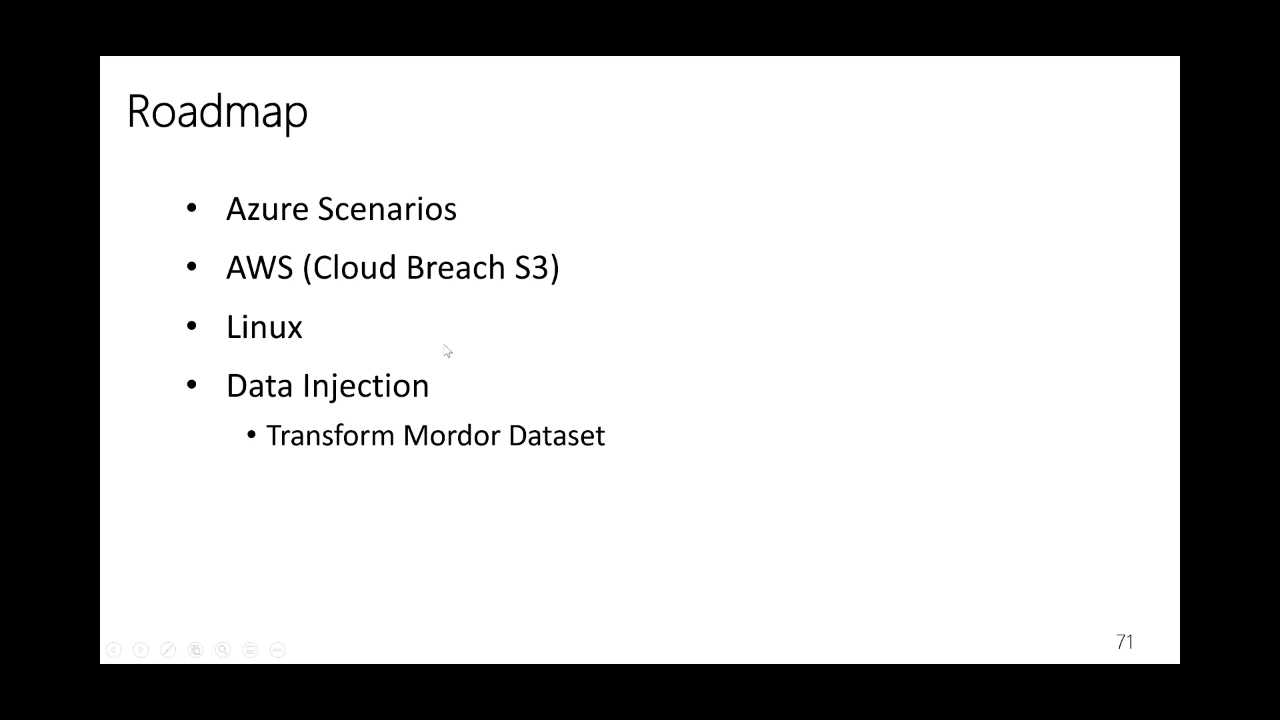 Roadmap
• Azure Scenarios
• AWS (Cloud Breach S3)
• Linux
• Data Injection
• Transform Mordor Dataset
71